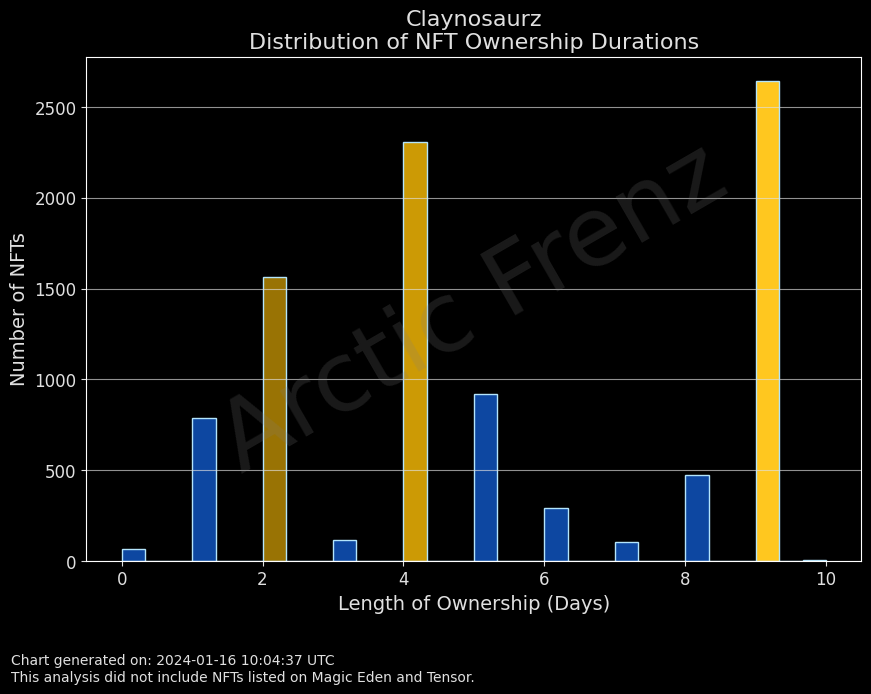 Claynosaurz
Distribution of NFT Ownership Durations
Number of NFTs
2500
2000
1500
1000
500
0
Arctic Frenz
0 2 4 6 8 10
Length of Ownership (Days)
Chart generated on: 2024-01-16 10:04:37 UTC
This analysis did not include NFTs listed on Magic Eden and Tensor.